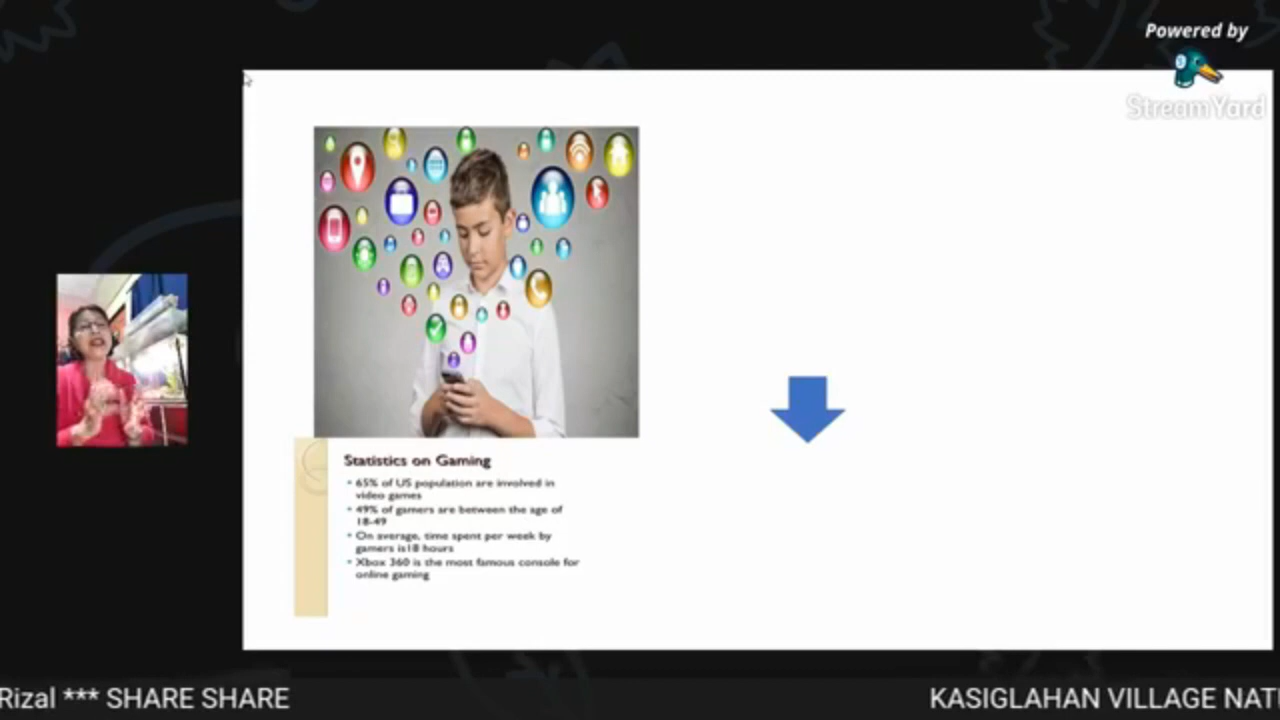 Powered by
StreamYard
Statistics on Gaming
• 65% of US population are involved in
video games
• 49% of gamers are between the age of
18-49
• On average, time spent per week by
gamers is18 hours
• Xbox 360 is the most famous console for
online gaming
Rizal *** SHARE SHARE
KASIGLAHAN VILLAGE NATI